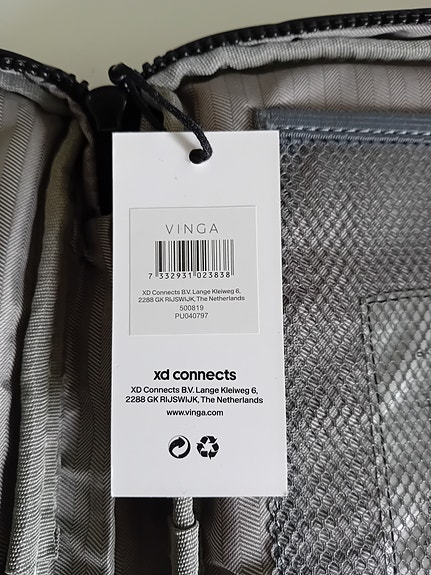 VINGA
7 332931 023838
XD Connects B.V. Lange Kleiweg 6,
2288 GK RIJSWIJK, The Netherlands
500819
PU040797
xd connects
XD Connects B.V. Lange Kleiweg 6,
2288 GK RIJSWIJK, The Netherlands
www.vinga.com